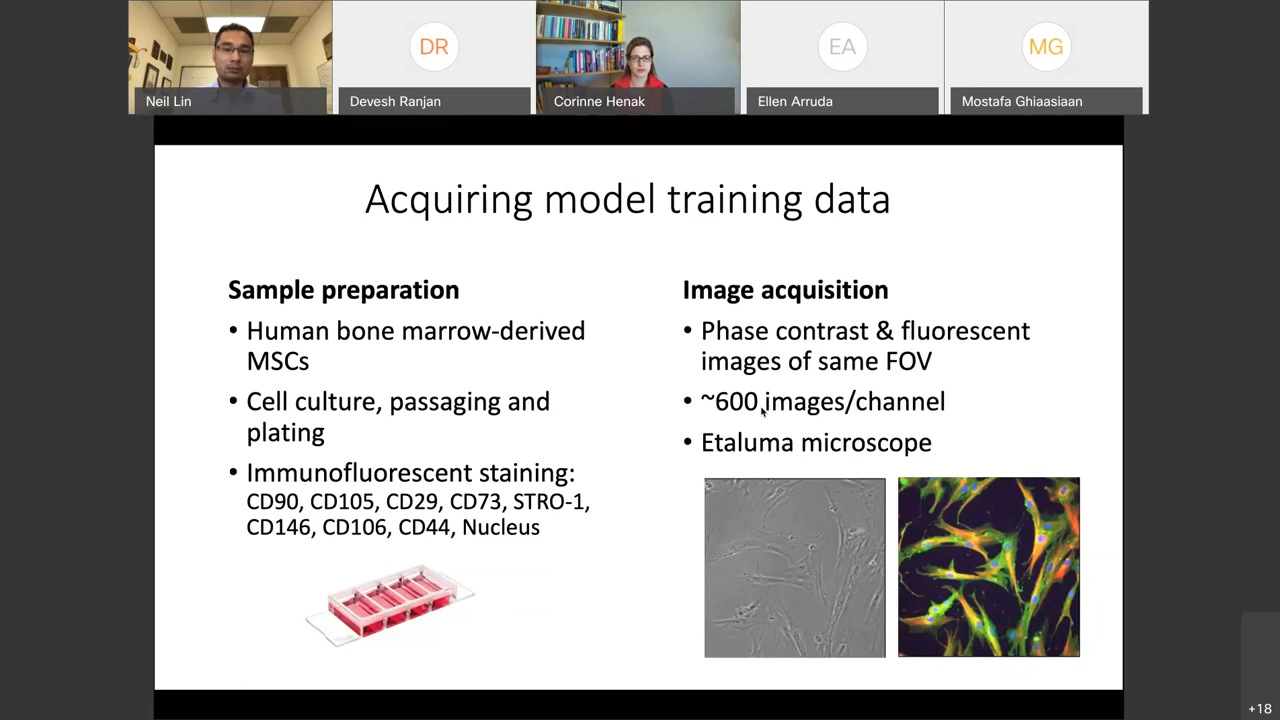 DR
EA
MG
Neil Lin
Devesh Ranjan
Corinne Henak
Ellen Arruda
Mostafa Ghiaasiaan
Acquiring model training data
Sample preparation
• Human bone marrow-derived
MSCs
• Cell culture, passaging and
plating
• Immunofluorescent staining:
CD90, CD105, CD29, CD73, STRO-1,
CD146, CD106, CD44, Nucleus
Image acquisition
• Phase contrast & fluorescent
images of same FOV
• ~600 images/channel
• Etaluma microscope
+18